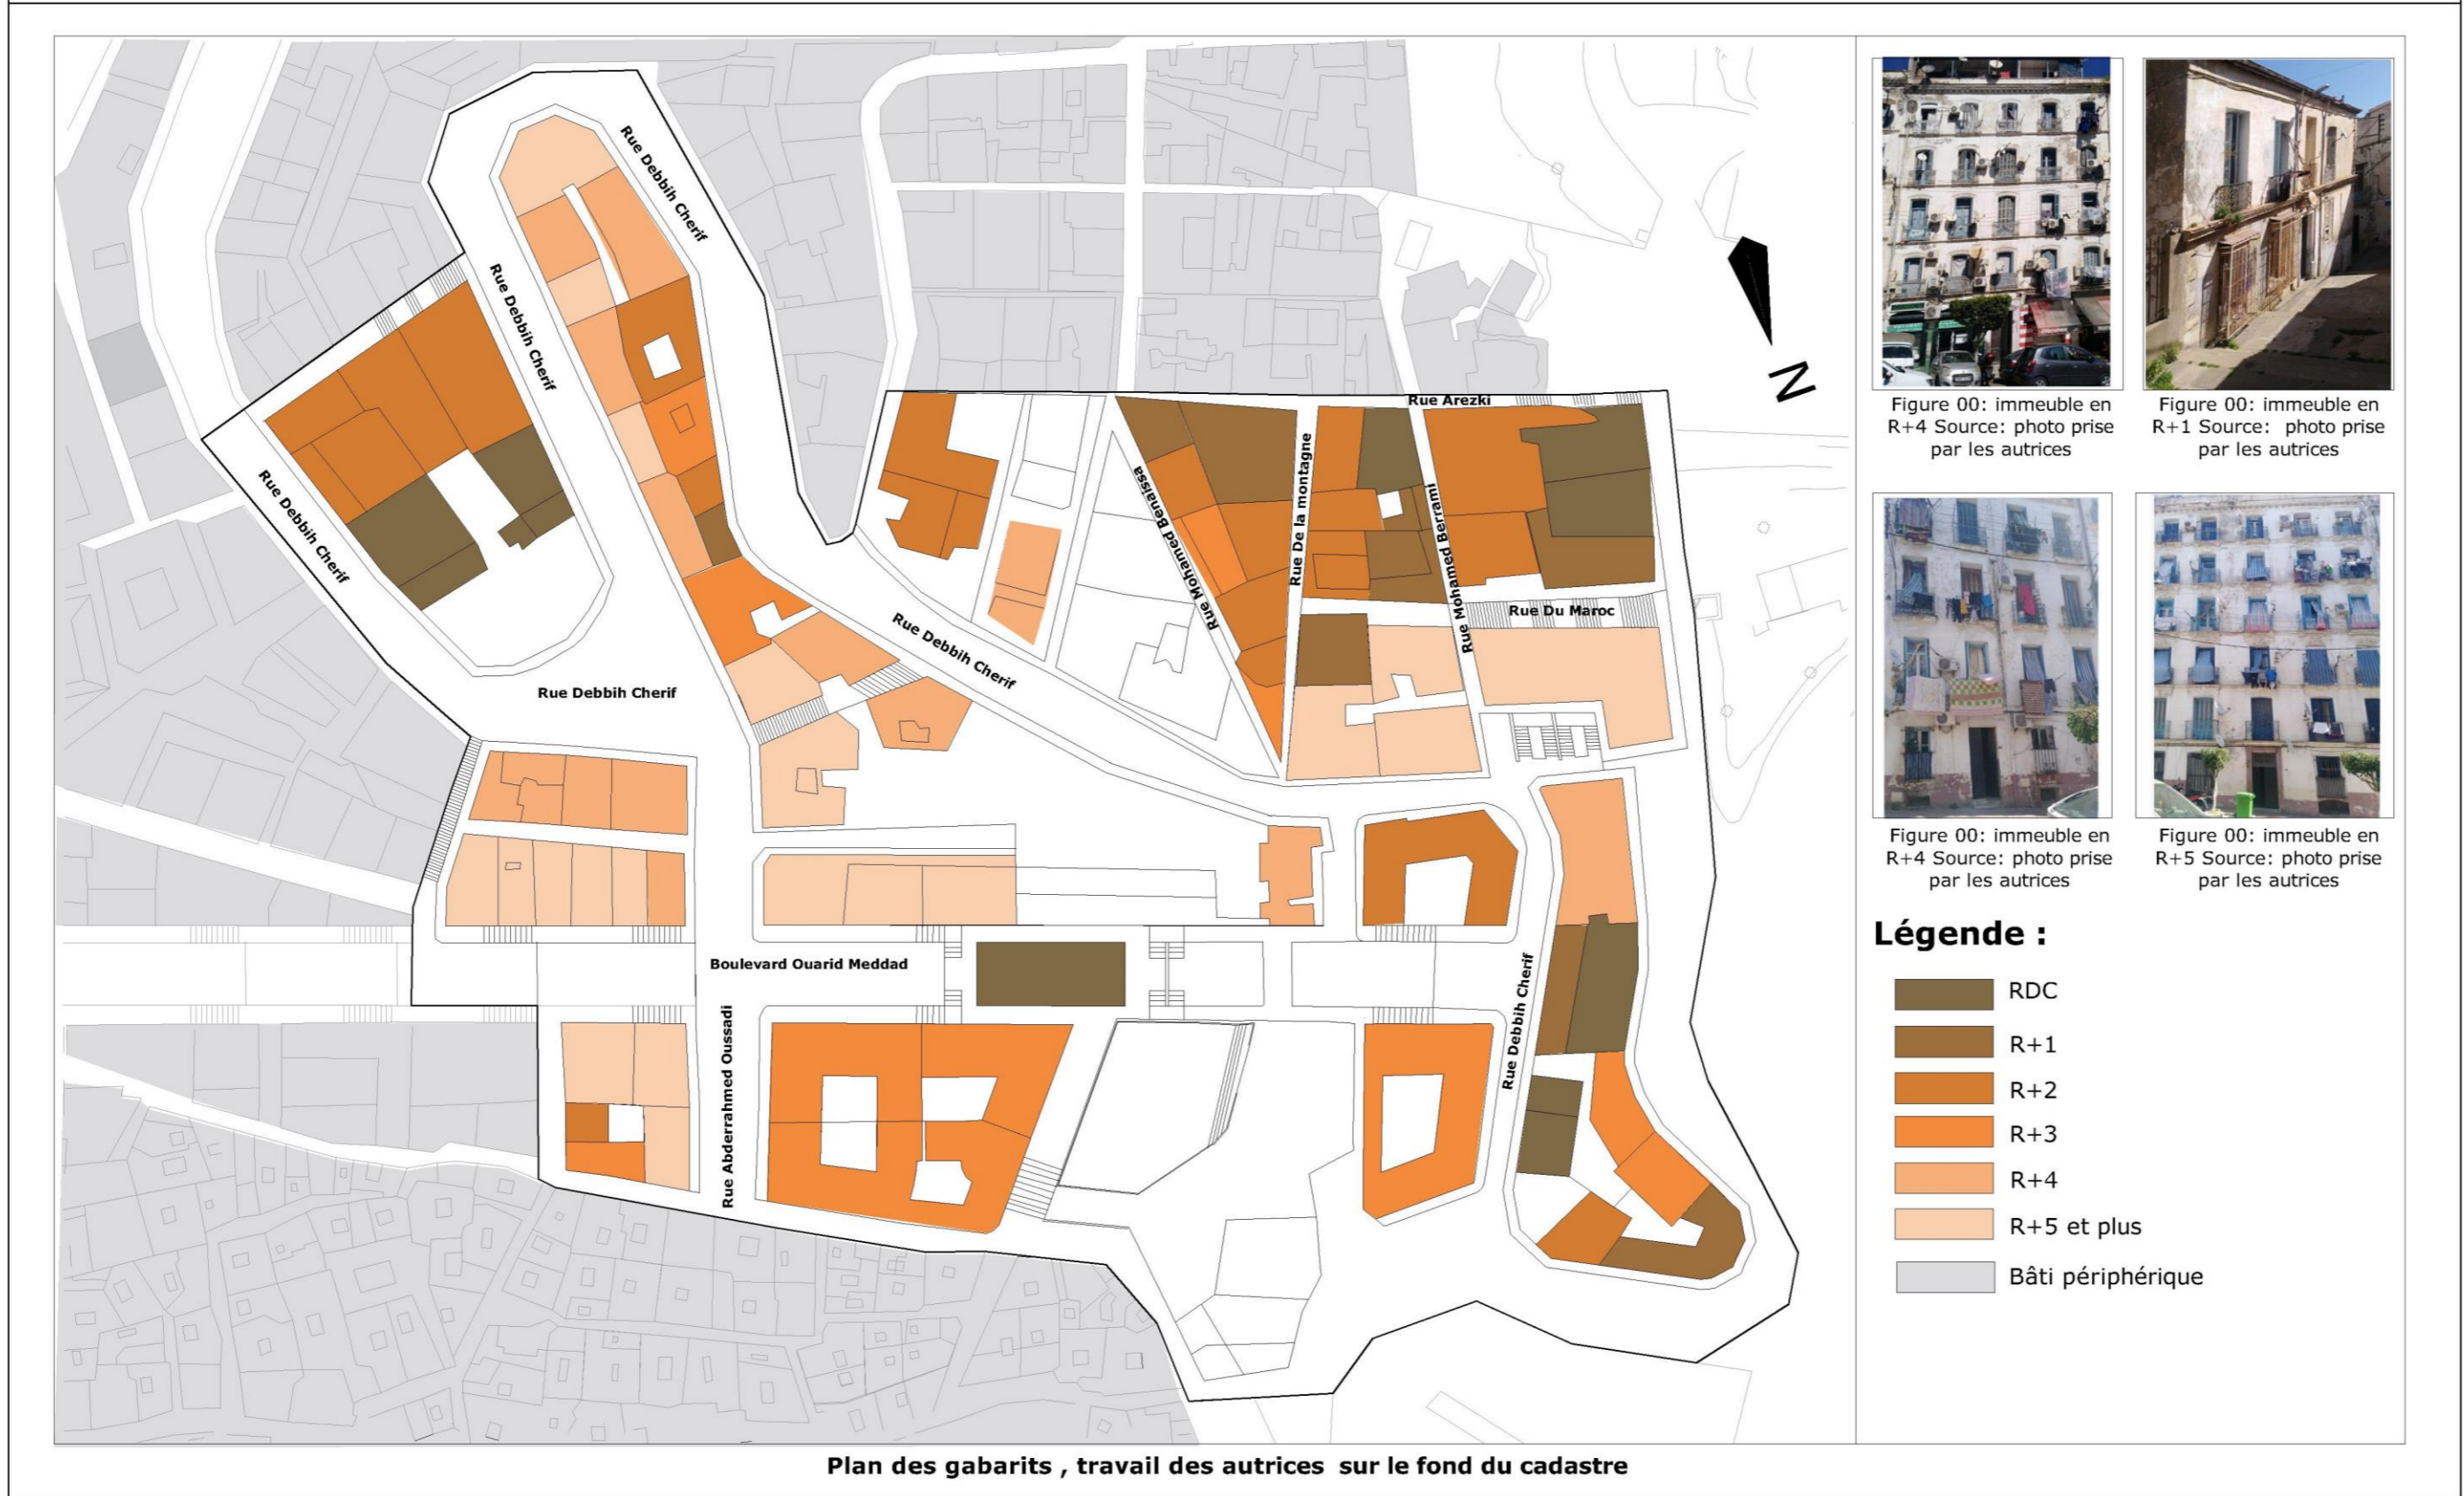 Rue Debbih Cherif
Rue Debbih Cherif
Rue Debbih Cherif
Rue Debbih Cherif
Rue Debbih Cherif
Rue Mohamed Benaissa
Rue De la montagne
Rue Arezki
Rue Mohamed Berrami
Rue Du Maroc
Boulevard Ouarid Meddad
Rue Abderrahmed Oussadi
Rue Debbih Cherif
N
Figure 00: immeuble en
R+4 Source: photo prise
par les autrices
Figure 00: immeuble en
R+1 Source: photo prise
par les autrices
Figure 00: immeuble en
R+4 Source: photo prise
par les autrices
Figure 00: immeuble en
R+5 Source: photo prise
par les autrices
Légende :
RDC
R+1
R+2
R+3
R+4
R+5 et plus
Bâti périphérique
Plan des gabarits , travail des autrices sur le fond du cadastre